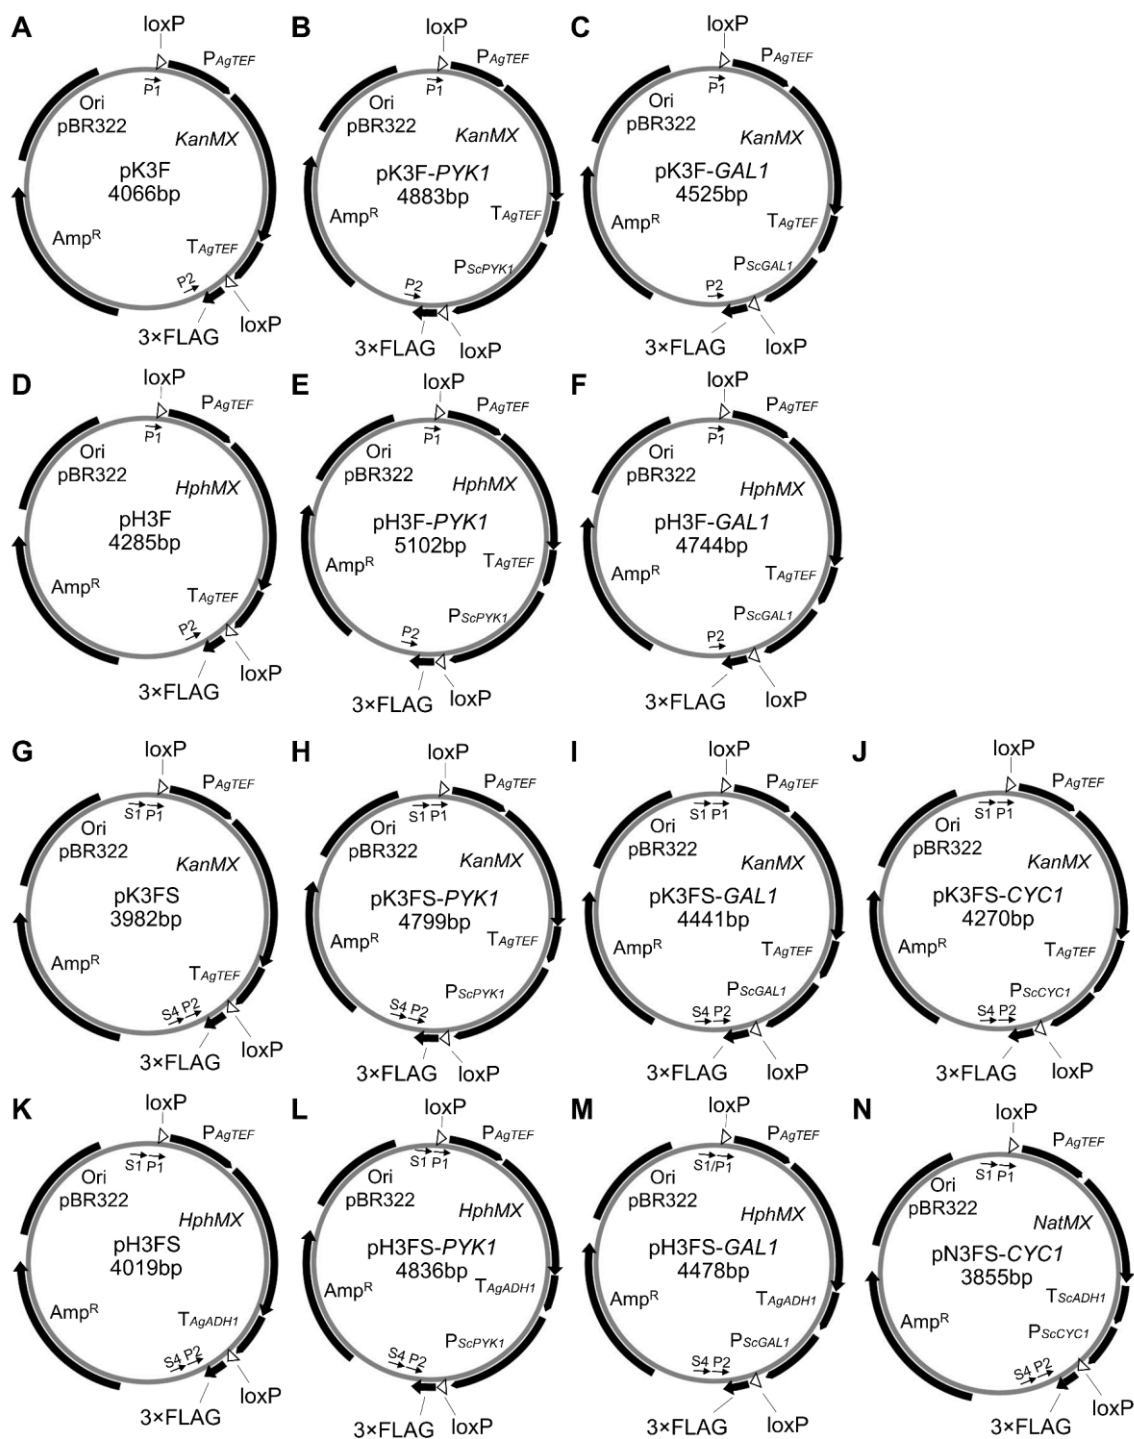 A
loxP
PAgTEF
P1
Ori
pBR322
KanMX
pK3F
4066bp
AmpR
TAgTEF
P2
loxP
3×FLAG
B
loxP
PAgTEF
P1
Ori
pBR322
KanMX
pK3F-PYK1
4883bp
TAgTEF
AmpR
PScPYK1
P2
loxP
3×FLAG
C
loxP
PAgTEF
P1
Ori
pBR322
KanMX
pK3F-GAL1
4525bp
AmpR
TAgTEF
PScGAL1
P2
loxP
3×FLAG
D
loxP
PAgTEF
P1
Ori
pBR322
HphMX
pH3F
4285bp
AmpR
TAgTEF
P2
loxP
3×FLAG
E
loxP
PAgTEF
P1
Ori
pBR322
HphMX
pH3F-PYK1
5102bp
TAgTEF
AmpR
PScPYK1
P2
loxP
3×FLAG
F
loxP
PAgTEF
P1
Ori
pBR322
HphMX
pH3F-GAL1
4744bp
AmpR
TAgTEF
PScGAL1
P2
loxP
3×FLAG
G
loxP
PAgTEF
S1 P1
Ori
pBR322
KanMX
pK3FS
3982bp
AmpR
TAgTEF
S4 P2
loxP
3×FLAG
H
loxP
PAgTEF
S1 P1
Ori
pBR322
KanMX
pK3FS-PYK1
4799bp
TAgTEF
AmpR
PScPYK1
S4 P2
loxP
3×FLAG
I
loxP
PAgTEF
S1 P1
Ori
pBR322
KanMX
pK3FS-GAL1
4441bp
AmpR
TAgTEF
PScGAL1
S4 P2
loxP
3×FLAG
J
loxP
PAgTEF
S1 P1
Ori
pBR322
KanMX
pK3FS-CYC1
4270bp
AmpR
TAgTEF
PScCYC1
S4 P2
loxP
3×FLAG
K
loxP
PAgTEF
S1 P1
Ori
pBR322
HphMX
pH3FS
4019bp
AmpR
TAgADH1
S4 P2
loxP
3×FLAG
L
loxP
PAgTEF
S1 P1
Ori
pBR322
HphMX
pH3FS-PYK1
4836bp
TAgADH1
AmpR
PScPYK1
S4 P2
loxP
3×FLAG
M
loxP
PAgTEF
S1/P1
Ori
pBR322
HphMX
pH3FS-GAL1
4478bp
AmpR
TAgADH1
PScGAL1
S4 P2
loxP
3×FLAG
N
loxP
PAgTEF
S1 P1
Ori
pBR322
NatMX
pN3FS-CYC1
3855bp
TScADH1
AmpR
PScCYC1
S4 P2
loxP
3×FLAG